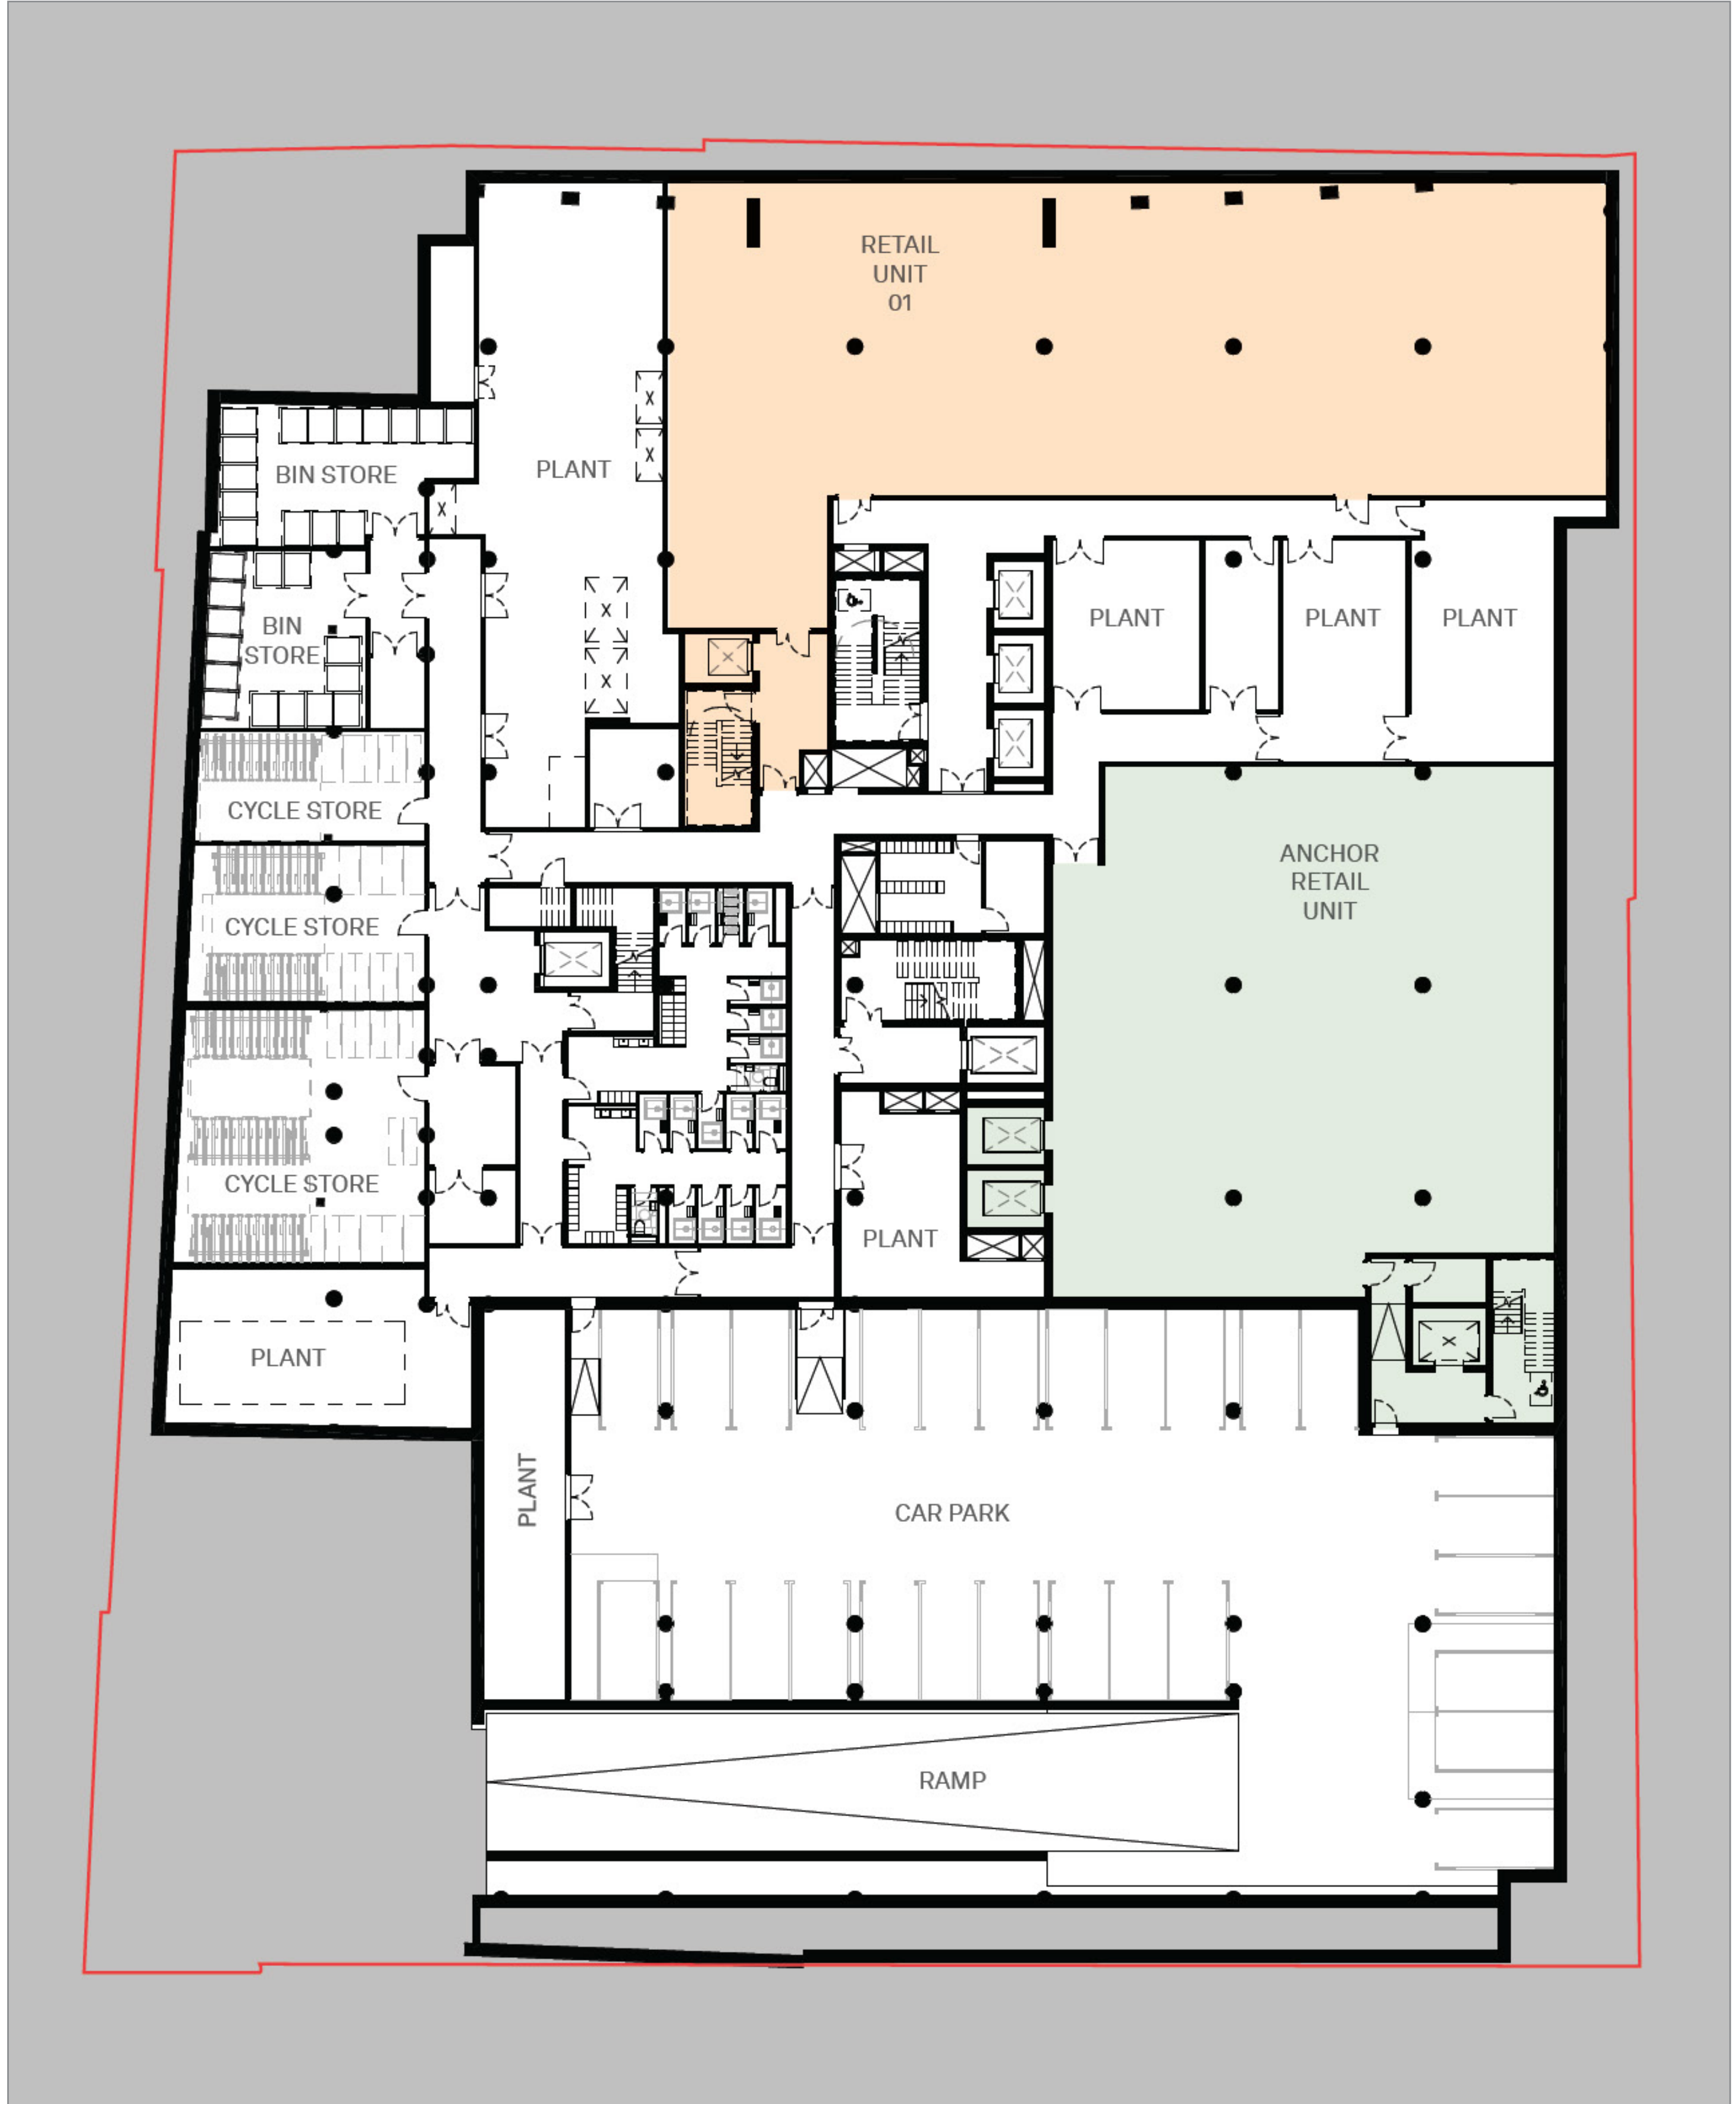 RETAIL
UNIT
01
PLANT
BIN STORE
BIN
STORE
PLANT
PLANT
PLANT
CYCLE STORE
ANCHOR
RETAIL
UNIT
CYCLE STORE
CYCLE STORE
PLANT
PLANT
PLANT
CAR PARK
RAMP